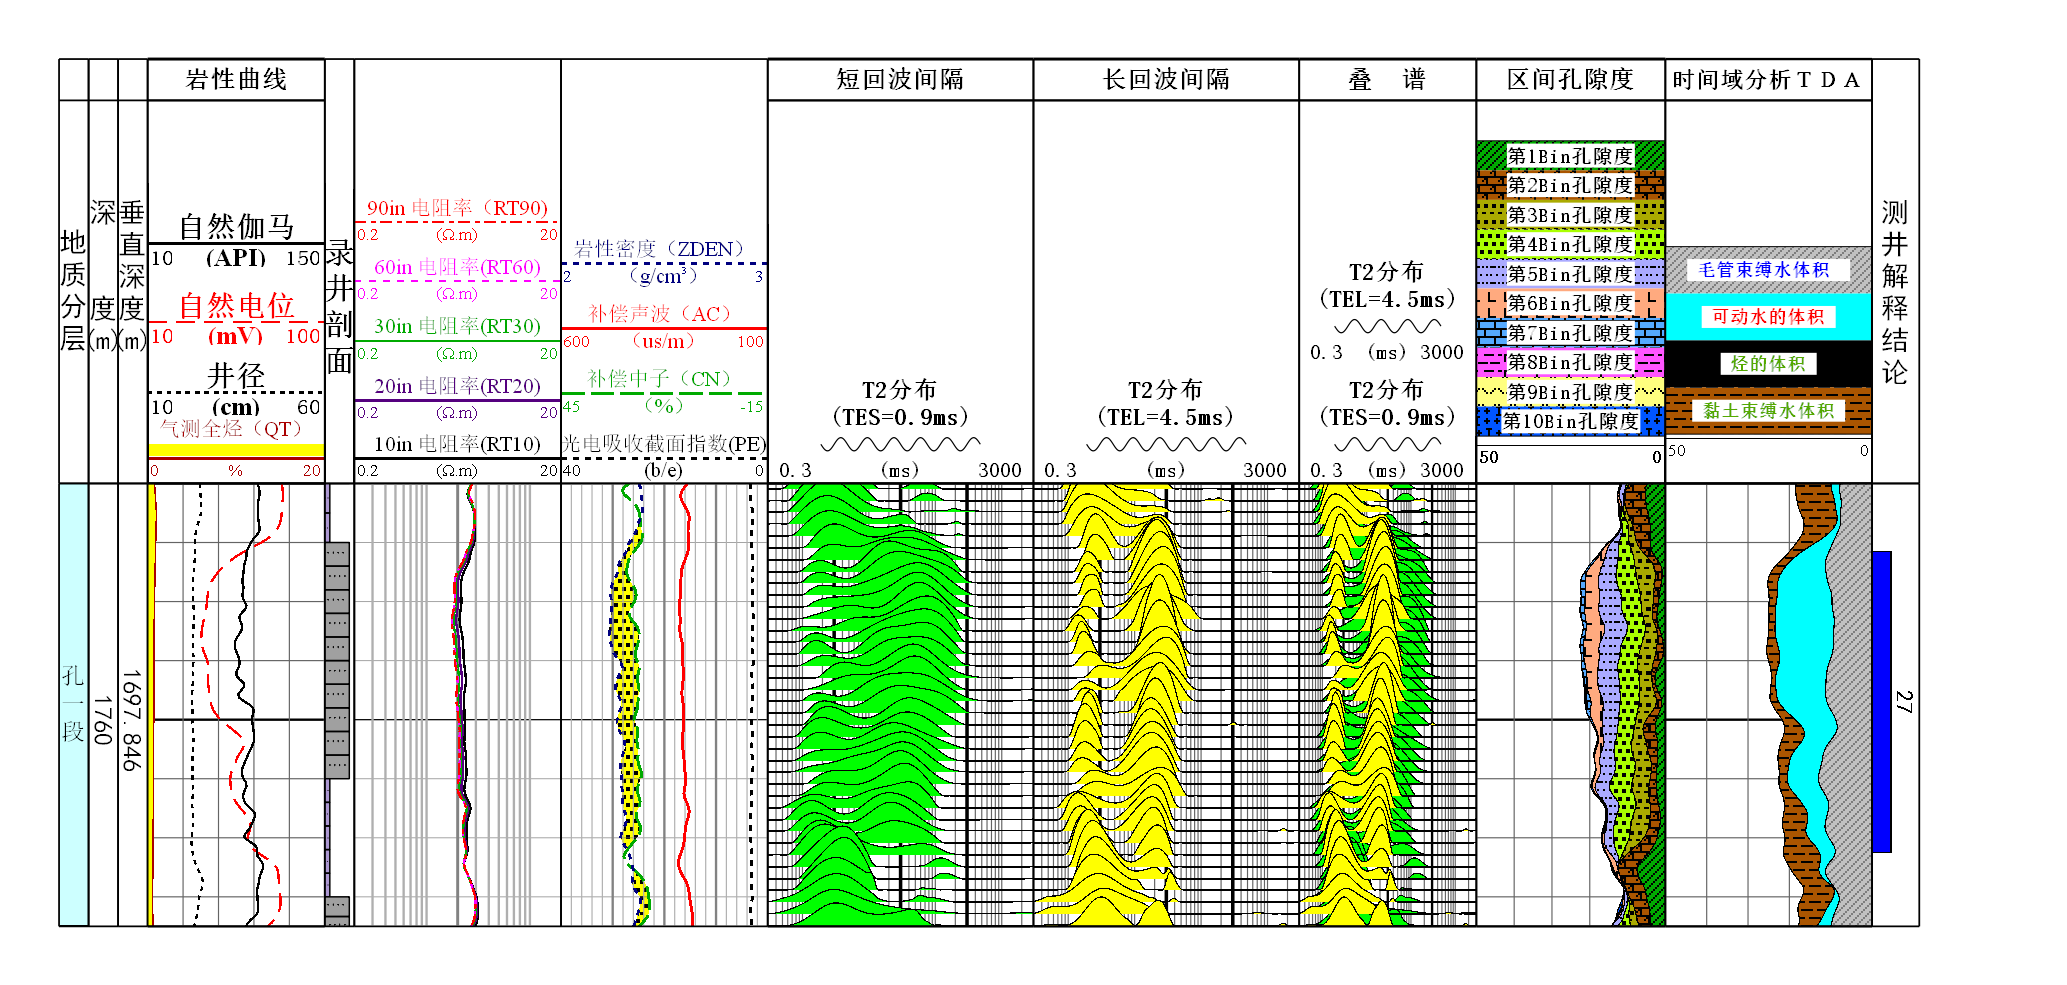 地质分层
深 度(m)
垂直深度(m)
岩性曲线
自然伽马
10 (API) 150
自然电位
10 (mV) 100
井径
10 (cm) 60
气测全烃（QT）
0 % 20
录井剖面
90in 电阻率（RT90)
0.2 (Ω.m) 20
60in 电阻率(RT60)
0.2 (Ω.m) 20
30in 电阻率(RT30)
0.2 (Ω.m) 20
20in 电阻率(RT20)
0.2 (Ω.m) 20
10in 电阻率(RT10)
0.2 (Ω.m) 20
岩性密度（ZDEN）
2 （g/cm³） 3
补偿声波（AC）
600 （us/m） 100
补偿中子（CN）
45 （%） -15
光电吸收截面指数(PE)
40 (b/e) 0
短回波间隔
T2分布
(TES=0.9ms)
0.3 (ms) 3000
长回波间隔
T2分布
(TEL=4.5ms)
0.3 (ms) 3000
叠 谱
T2分布
(TEL=4.5ms)
0.3 (ms) 3000
T2分布
(TES=0.9ms)
0.3 (ms) 3000
区间孔隙度
第1Bin孔隙度
第2Bin孔隙度
第3Bin孔隙度
第4Bin孔隙度
第5Bin孔隙度
第6Bin孔隙度
第7Bin孔隙度
第8Bin孔隙度
第9Bin孔隙度
第10Bin孔隙度
50 0
时间域分析TDA
毛管束缚水体积
可动水的体积
烃的体积
黏土束缚水体积
50 0
测井解释结论
孔一段
1760
1697.846
27